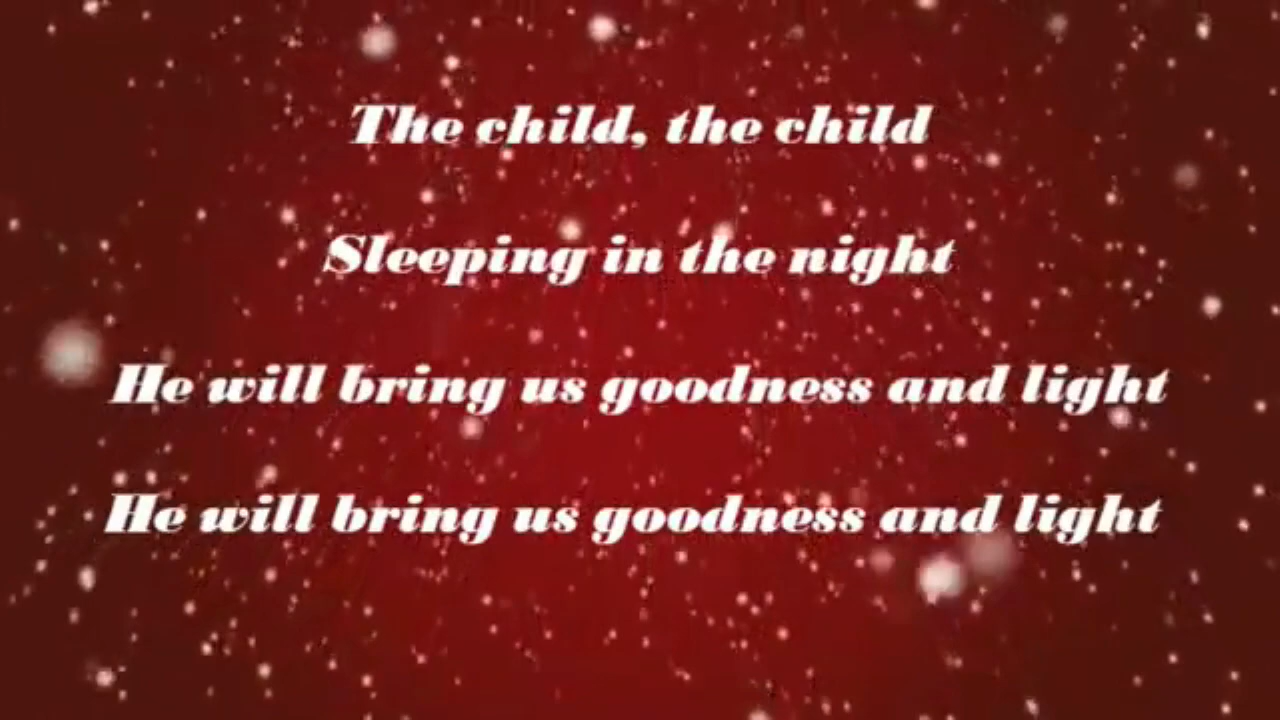 The child, the child
Sleeping in the night
He will bring us goodness and light
He will bring us goodness and light